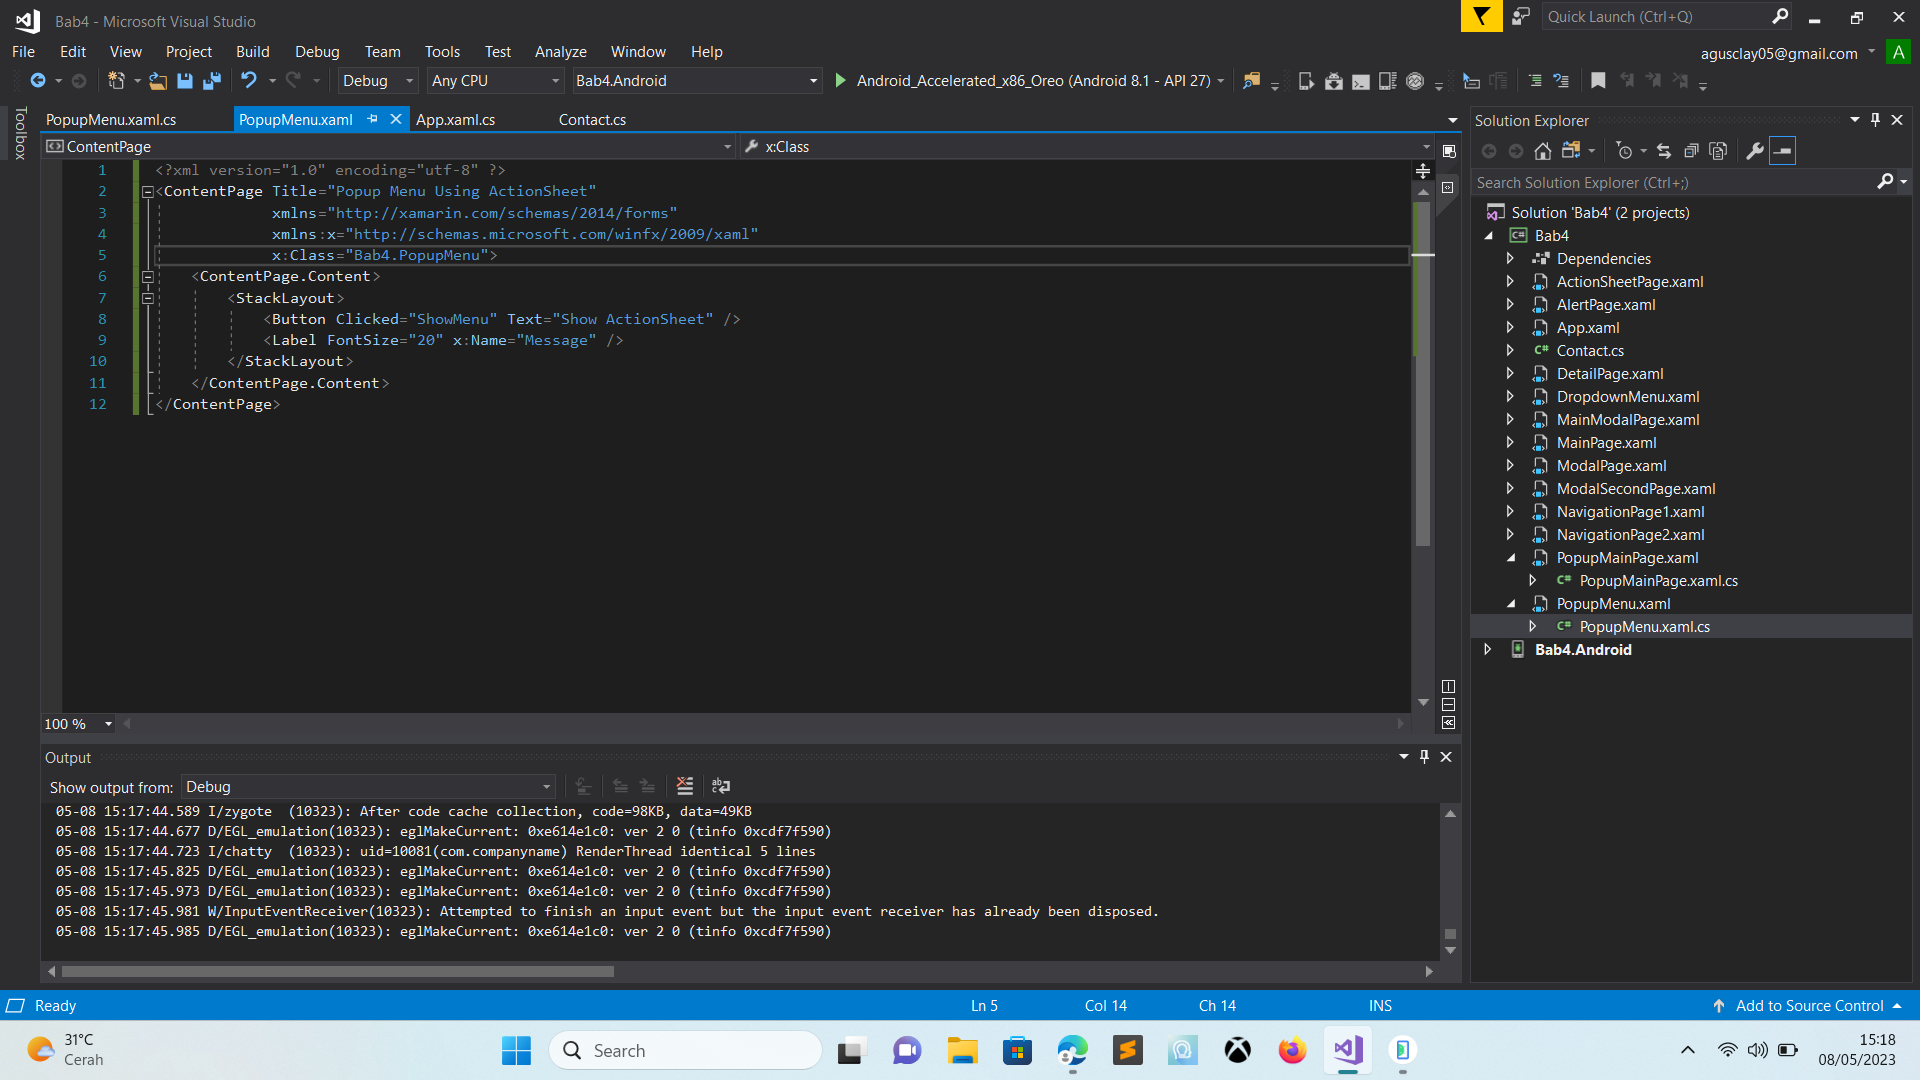 Bab4 - Microsoft Visual Studio
Quick Launch (Ctrl+Q)
File Edit View Project Build Debug Team Tools Test Analyze Window Help
agusclay05@gmail.com A
Debug Any CPU Bab4.Android Android_Accelerated_x86_Oreo (Android 8.1 - API 27)
Toolbox
PopupMenu.xaml.cs PopupMenu.xaml App.xaml.cs Contact.cs
ContentPage x:Class
1 <?xml version="1.0" encoding="utf-8" ?>
2 <ContentPage Title="Popup Menu Using ActionSheet"
3 xmlns="http://xamarin.com/schemas/2014/forms"
4 xmlns:x="http://schemas.microsoft.com/winfx/2009/xaml"
5 x:Class="Bab4.PopupMenu">
6 <ContentPage.Content>
7 <StackLayout>
8 <Button Clicked="ShowMenu" Text="Show ActionSheet" />
9 <Label FontSize="20" x:Name="Message" />
10 </StackLayout>
11 </ContentPage.Content>
12 </ContentPage>
100 %
Output
Show output from: Debug
05-08 15:17:44.589 I/zygote  (10323): After code cache collection, code=98KB, data=49KB
05-08 15:17:44.677 D/EGL_emulation(10323): eglMakeCurrent: 0xe614e1c0: ver 2 0 (tinfo 0xcdf7f590)
05-08 15:17:44.723 I/chatty  (10323): uid=10081(com.companyname) RenderThread identical 5 lines
05-08 15:17:45.825 D/EGL_emulation(10323): eglMakeCurrent: 0xe614e1c0: ver 2 0 (tinfo 0xcdf7f590)
05-08 15:17:45.973 D/EGL_emulation(10323): eglMakeCurrent: 0xe614e1c0: ver 2 0 (tinfo 0xcdf7f590)
05-08 15:17:45.981 W/InputEventReceiver(10323): Attempted to finish an input event but the input event receiver has already been disposed.
05-08 15:17:45.985 D/EGL_emulation(10323): eglMakeCurrent: 0xe614e1c0: ver 2 0 (tinfo 0xcdf7f590)
Solution Explorer
Search Solution Explorer (Ctrl+;)
Solution 'Bab4' (2 projects)
Bab4
Dependencies
ActionSheetPage.xaml
AlertPage.xaml
App.xaml
Contact.cs
DetailPage.xaml
DropdownMenu.xaml
MainModalPage.xaml
MainPage.xaml
ModalPage.xaml
ModalSecondPage.xaml
NavigationPage1.xaml
NavigationPage2.xaml
PopupMainPage.xaml
PopupMainPage.xaml.cs
PopupMenu.xaml
PopupMenu.xaml.cs
Bab4.Android
Ready Ln 5 Col 14 Ch 14 INS Add to Source Control
31°C
Cerah
Search
15:18
08/05/2023